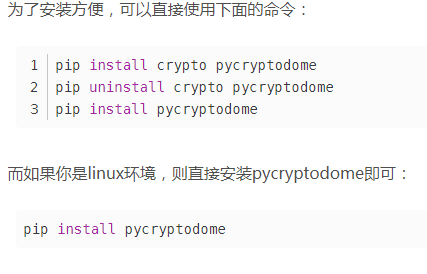 为了安装方便，可以直接使用下面的命令：
1 pip install crypto pycryptodome
2 pip uninstall crypto pycryptodome
3 pip install pycryptodome
而如果你是linux环境，则直接安装pycryptodome即可：
pip install pycryptodome